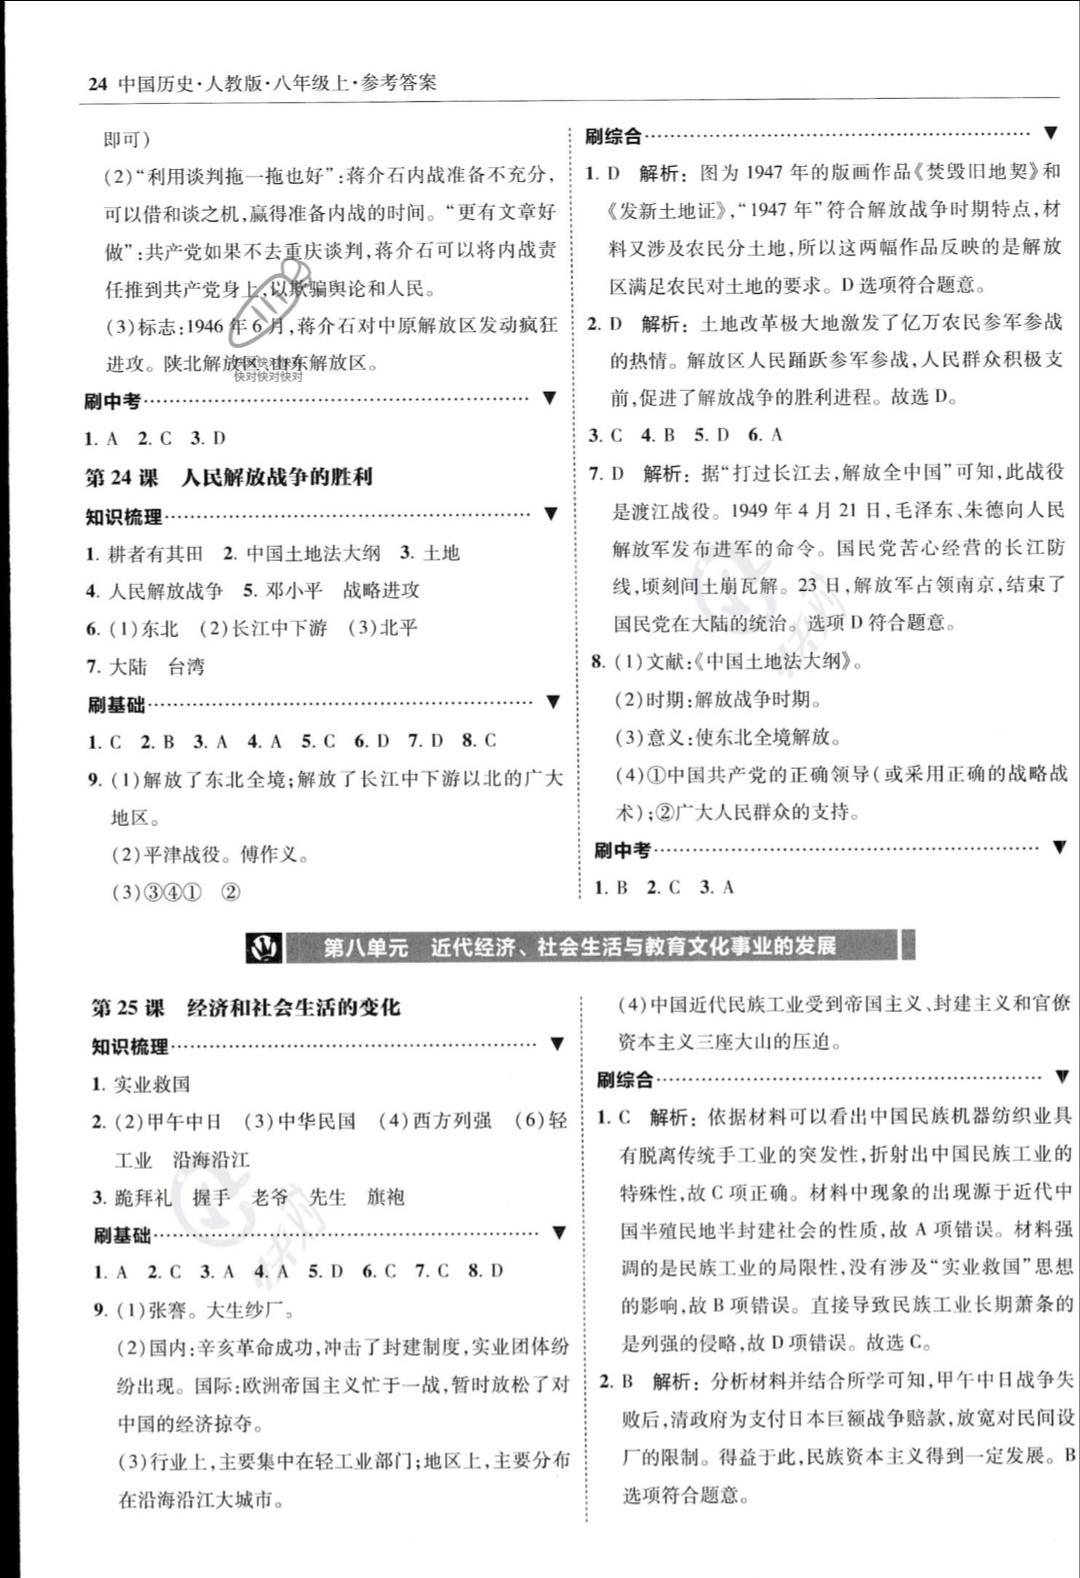 24 中国历史·人教版·八年级上·参考答案
即可)
(2)“利用谈判拖一拖也好”:蒋介石内战准备不充分,
可以借和谈之机,赢得准备内战的时间。“更有文章好
做”:共产党如果不去重庆谈判,蒋介石可以将内战责
任推到共产党身上,以欺骗舆论和人民。
(3)标志:1946 年 6 月,蒋介石对中原解放区发动疯狂
进攻。陕北解放区、山东解放区。
快对快对快对
快对快对快对
刷中考
1. A 2. C 3. D
第 24 课 人民解放战争的胜利
知识梳理
1. 耕者有其田 2. 中国土地法大纲 3. 土地
4. 人民解放战争 5. 邓小平 战略进攻
6. (1)东北 (2)长江中下游 (3)北平
7. 大陆 台湾
刷基础
1. C 2. B 3. A 4. A 5. C 6. D 7. D 8. C
9. (1)解放了东北全境;解放了长江中下游以北的广大
地区。
(2)平津战役。傅作义。
(3)③④① ②
刷综合
1. D 解析:图为 1947 年的版画作品《焚毁旧地契》和
《发新土地证》,“1947 年”符合解放战争时期特点,材
料又涉及农民分土地,所以这两幅作品反映的是解放
区满足农民对土地的要求。D 选项符合题意。
2. D 解析:土地改革极大地激发了亿万农民参军参战
的热情。解放区人民踊跃参军参战,人民群众积极支
前,促进了解放战争的胜利进程。故选 D。
3. C 4. B 5. D 6. A
7. D 解析:据“打过长江去,解放全中国”可知,此战役
是渡江战役。1949 年 4 月 21 日,毛泽东、朱德向人民
解放军发布进军的命令。国民党苦心经营的长江防
线,顷刻间土崩瓦解。23 日,解放军占领南京,结束了
国民党在大陆的统治。选项 D 符合题意。
8. (1)文献:《中国土地法大纲》。
(2)时期:解放战争时期。
(3)意义:使东北全境解放。
(4)①中国共产党的正确领导(或采用正确的战略战
术);②广大人民群众的支持。
刷中考
1. B 2. C 3. A
第八单元 近代经济、社会生活与教育文化事业的发展
第 25 课 经济和社会生活的变化
知识梳理
1. 实业救国
2. (2)甲午中日 (3)中华民国 (4)西方列强 (6)轻
工业 沿海沿江
3. 跪拜礼 握手 老爷 先生 旗袍
刷基础
1. A 2. C 3. A 4. A 5. D 6. C 7. C 8. D
9. (1)张謇。大生纱厂。
(2)国内:辛亥革命成功,冲击了封建制度,实业团体纷
纷出现。国际:欧洲帝国主义忙于一战,暂时放松了对
中国的经济掠夺。
(3)行业上,主要集中在轻工业部门;地区上,主要分布
在沿海沿江大城市。
(4)中国近代民族工业受到帝国主义、封建主义和官僚
资本主义三座大山的压迫。
刷综合
1. C 解析:依据材料可以看出中国民族机器纺织业具
有脱离传统手工业的突发性,折射出中国民族工业的
特殊性,故 C 项正确。材料中现象的出现源于近代中
国半殖民地半封建社会的性质,故 A 项错误。材料强
调的是民族工业的局限性,没有涉及“实业救国”思想
的影响,故 B 项错误。直接导致民族工业长期萧条的
是列强的侵略,故 D 项错误。故选 C。
2. B 解析:分析材料并结合所学可知,甲午中日战争失
败后,清政府为支付日本巨额战争赔款,放宽对民间设
厂的限制。得益于此,民族资本主义得到一定发展。B
选项符合题意。